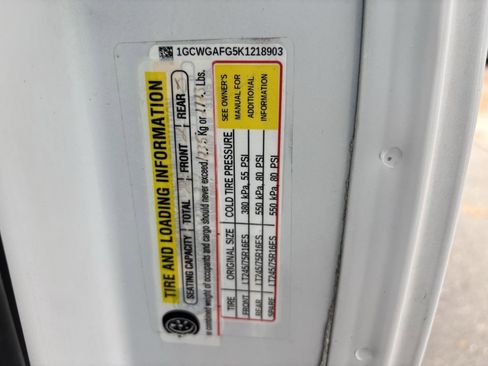 1GCWGAFG5K1218903
TIRE AND LOADING INFORMATION
SEATING CAPACITY TOTAL FRONT REAR
combined weight of occupants and cargo should never exceed Kg or Lbs.
TIRE ORIGINAL SIZE COLD TIRE PRESSURE
FRONT LT245/75R16ES 380 kPa, 55 PSI
REAR LT245/75R16ES 550 kPa, 80 PSI
SPARE LT245/75R16ES 550 kPa, 80 PSI
SEE OWNER'S
MANUAL FOR
ADDITIONAL
INFORMATION